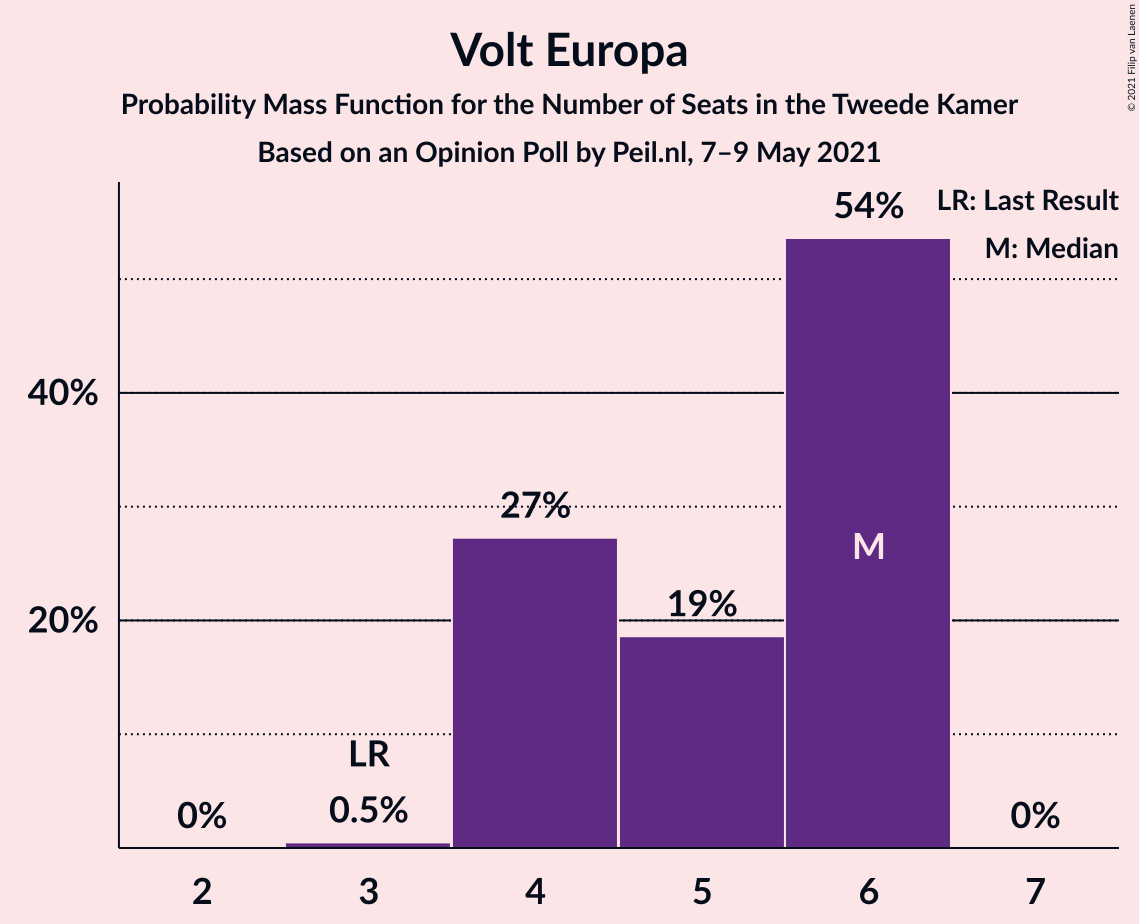 Volt Europa
Probability Mass Function for the Number of Seats in the Tweede Kamer
Based on an Opinion Poll by Peil.nl, 7–9 May 2021
© 2021 Filip van Laenen
LR: Last Result
M: Median
54%
40%
27%
M
20%
19%
LR
0%
0.5%
0%
2
3
4
5
6
7